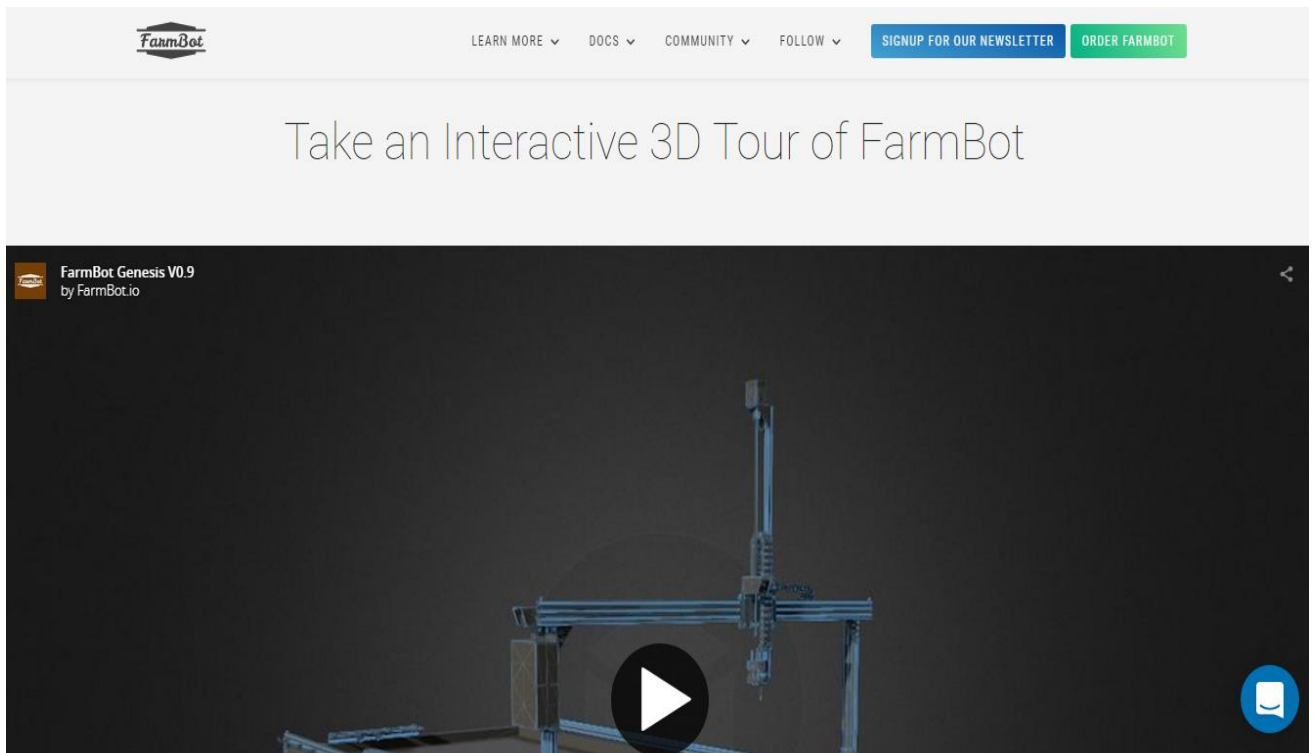 FarmBot
LEARN MORE DOCS COMMUNITY FOLLOW SIGNUP FOR OUR NEWSLETTER ORDER FARMBOT
Take an Interactive 3D Tour of FarmBot
FarmBot Genesis V0.9
FarmBot
by FarmBot.io